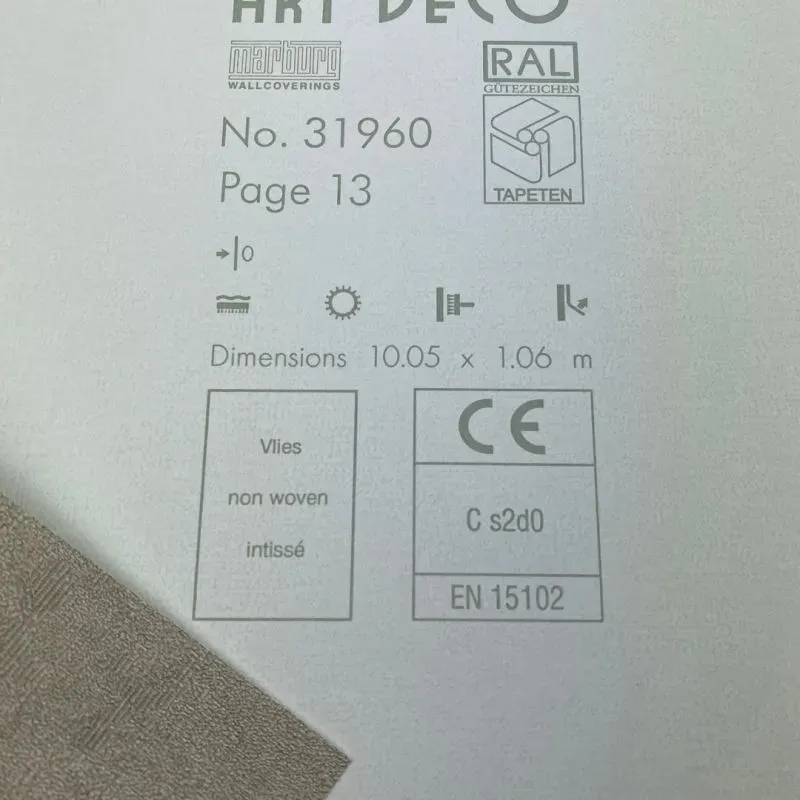 ART DECO
marburg
WALLCOVERINGS
RAL
GÜTEZEICHEN
TAPETEN
No. 31960
Page 13
0
Dimensions 10.05 x 1.06 m
Vlies
non woven
intissé
CE
C s2d0
EN 15102